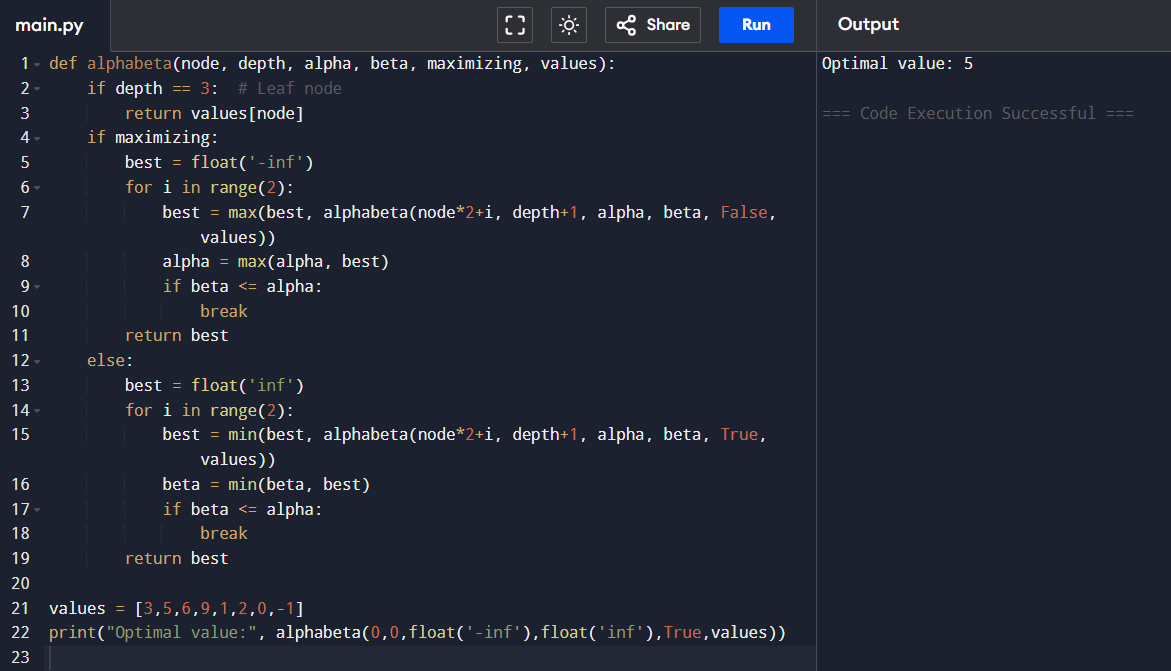 main.py
Share
Run
Output
1 def alphabeta(node, depth, alpha, beta, maximizing, values):
2     if depth == 3:  # Leaf node
3         return values[node]
4     if maximizing:
5         best = float('-inf')
6         for i in range(2):
7             best = max(best, alphabeta(node*2+i, depth+1, alpha, beta, False,
                values))
8             alpha = max(alpha, best)
9             if beta <= alpha:
10                 break
11         return best
12     else:
13         best = float('inf')
14         for i in range(2):
15             best = min(best, alphabeta(node*2+i, depth+1, alpha, beta, True,
                values))
16             beta = min(beta, best)
17             if beta <= alpha:
18                 break
19         return best
20
21 values = [3,5,6,9,1,2,0,-1]
22 print("Optimal value:", alphabeta(0,0,float('-inf'),float('inf'),True,values))
23
Optimal value: 5
=== Code Execution Successful ===